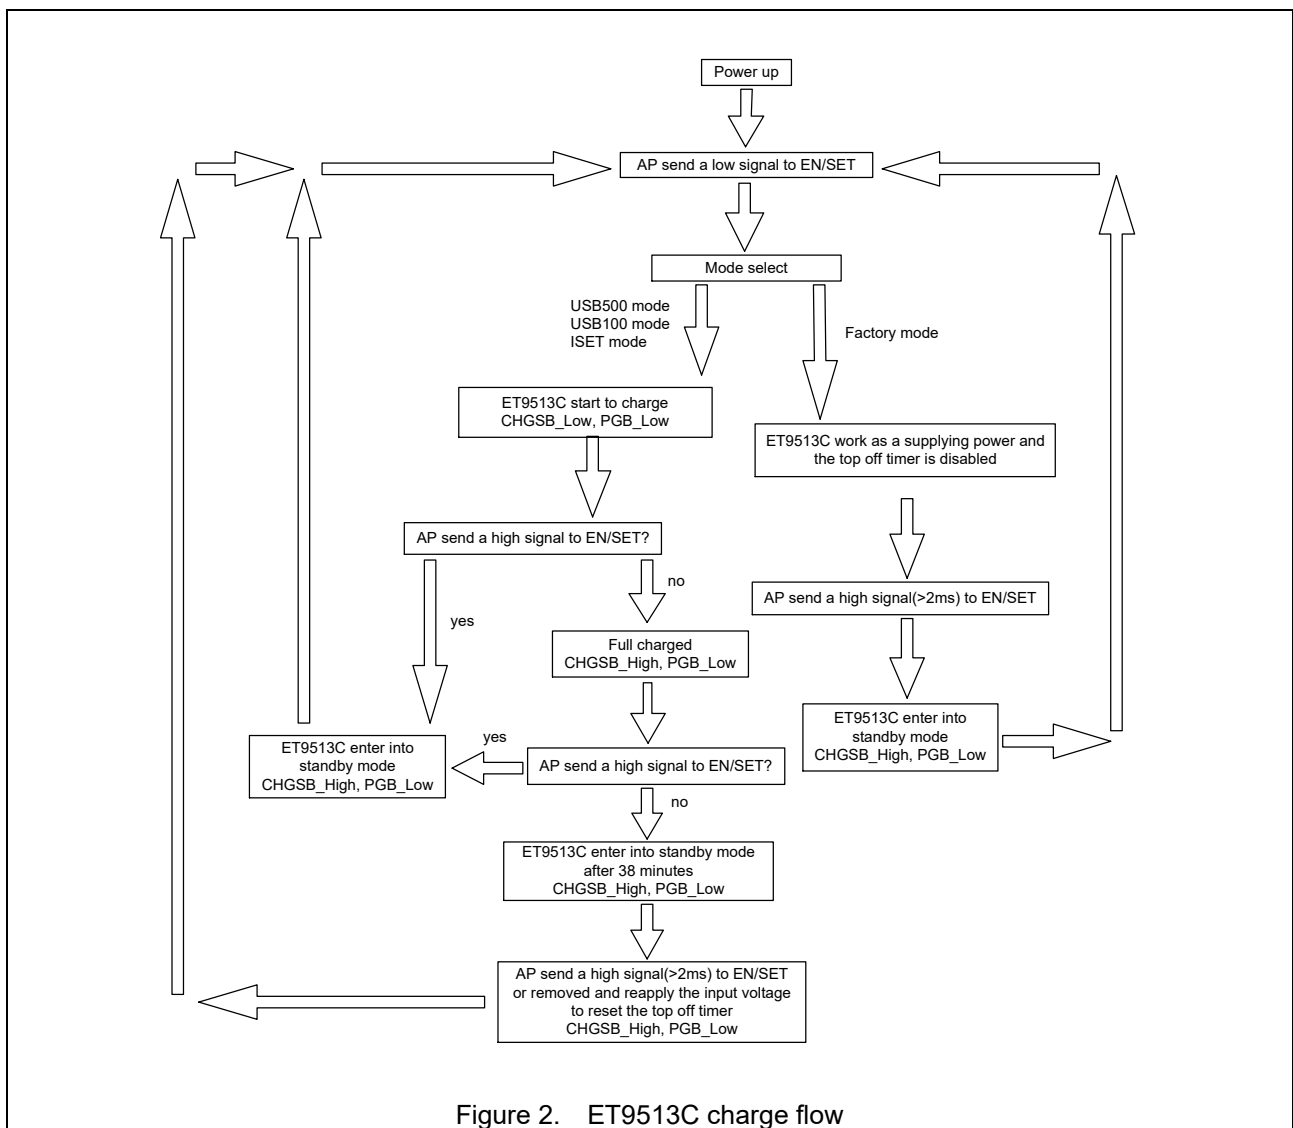 Power up
AP send a low signal to EN/SET
Mode select
USB500 mode
USB100 mode
ISET mode
Factory mode
ET9513C start to charge
CHGSB_Low, PGB_Low
ET9513C work as a supplying power and
the top off timer is disabled
AP send a high signal to EN/SET?
no
yes
AP send a high signal(>2ms) to EN/SET
Full charged
CHGSB_High, PGB_Low
ET9513C enter into
standby mode
CHGSB_High, PGB_Low
yes
ET9513C enter into
standby mode
CHGSB_High, PGB_Low
AP send a high signal to EN/SET?
no
ET9513C enter into standby mode
after 38 minutes
CHGSB_High, PGB_Low
AP send a high signal(>2ms) to EN/SET
or removed and reapply the input voltage
to reset the top off timer
CHGSB_High, PGB_Low
Figure 2. ET9513C charge flow